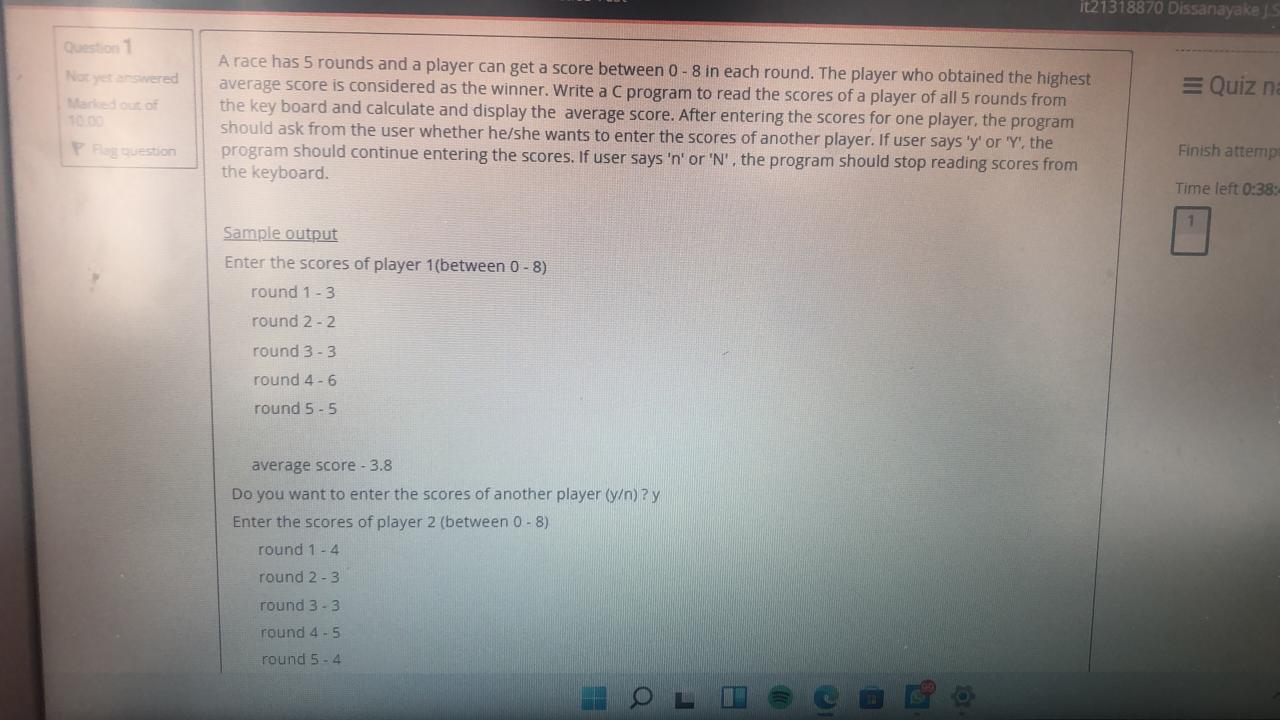 it21318870 Dissanayake J.S
Question 1
Not yet answered
Marked out of
10.00
Flag question
A race has 5 rounds and a player can get a score between 0 - 8 in each round. The player who obtained the highest
average score is considered as the winner. Write a C program to read the scores of a player of all 5 rounds from
the key board and calculate and display the average score. After entering the scores for one player, the program
should ask from the user whether he/she wants to enter the scores of another player. If user says 'y' or 'Y', the
program should continue entering the scores. If user says 'n' or 'N' , the program should stop reading scores from
the keyboard.
Sample output
Enter the scores of player 1(between 0 - 8)
round 1 - 3
round 2 - 2
round 3 - 3
round 4 - 6
round 5 - 5
average score - 3.8
Do you want to enter the scores of another player (y/n) ? y
Enter the scores of player 2 (between 0 - 8)
round 1 - 4
round 2 - 3
round 3 - 3
round 4 - 5
round 5 - 4
Quiz na
Finish attemp
Time left 0:38:
1